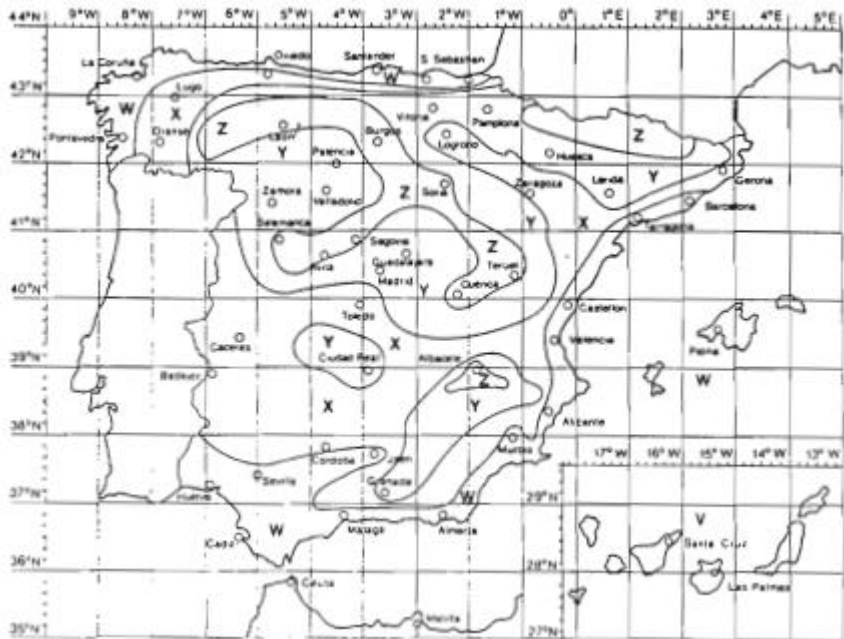 44°N 9°W 8°W 7°W 6°W 5°W 4°W 3°W 2°W 1°W 0° 1°E 2°E 3°E 4°E 5°E
Oviedo
Santander
S. Sebastian
La Coruña
43°N
W
Lugo
W
X
Vitoria
Pamplona
Pontevedra
Orense
Z
Leon
Burgos
Logroño
Z
42°N
Y
Palencia
Huesca
Zamora
Valladolid
Z
Soria
Zaragoza
Lerida
Y
Gerona
Barcelona
41°N
Salamanca
Y
X
Tarragona
Segovia
Z
Avila
Guadalajara
Teruel
Madrid
Cuenca
40°N
Y
Toledo
Castellon
Caceres
Y
X
Valencia
Palma
39°N
Ciudad Real
Albacete
W
Badajoz
Z
X
Y
Alicante
38°N
Murcia
17°W 16°W 15°W 14°W 13°W
Cordoba
Jaen
Sevilla
Granada
Huelva
37°N
W
29°N
W
V
Cadiz
Malaga
Almeria
Santa Cruz
36°N
28°N
Ceuta
Las Palmas
Melilla
35°N
27°N